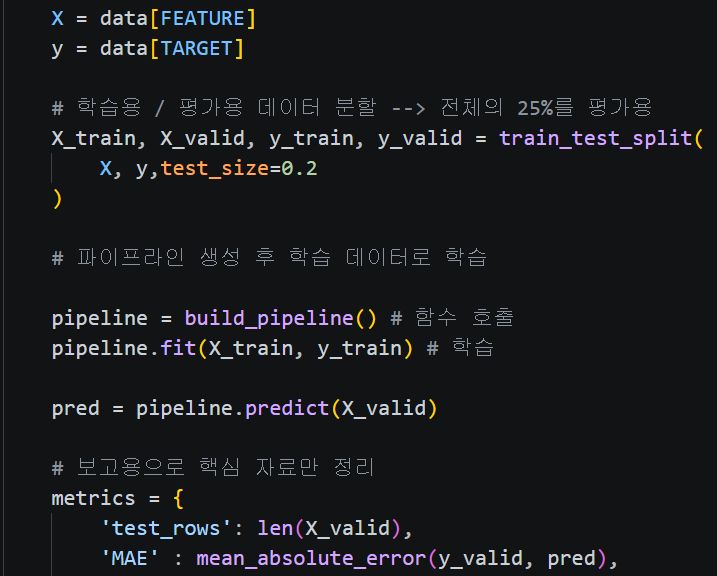 X = data[FEATURE]
y = data[TARGET]
# 학습용 / 평가용 데이터 분할 --> 전체의 25%를 평가용
X_train, X_valid, y_train, y_valid = train_test_split(
X, y,test_size=0.2
)
# 파이프라인 생성 후 학습 데이터로 학습
pipeline = build_pipeline() # 함수 호출
pipeline.fit(X_train, y_train) # 학습
pred = pipeline.predict(X_valid)
# 보고용으로 핵심 자료만 정리
metrics = {
'test_rows': len(X_valid),
'MAE' : mean_absolute_error(y_valid, pred),